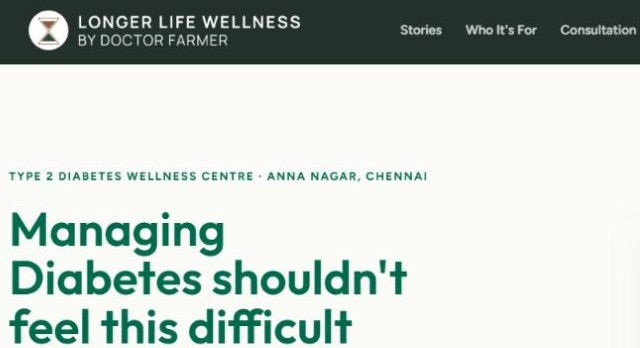 LONGER LIFE WELLNESS
BY DOCTOR FARMER
Stories Who It's For Consultation
TYPE 2 DIABETES WELLNESS CENTRE · ANNA NAGAR, CHENNAI
Managing
Diabetes shouldn't
feel this difficult